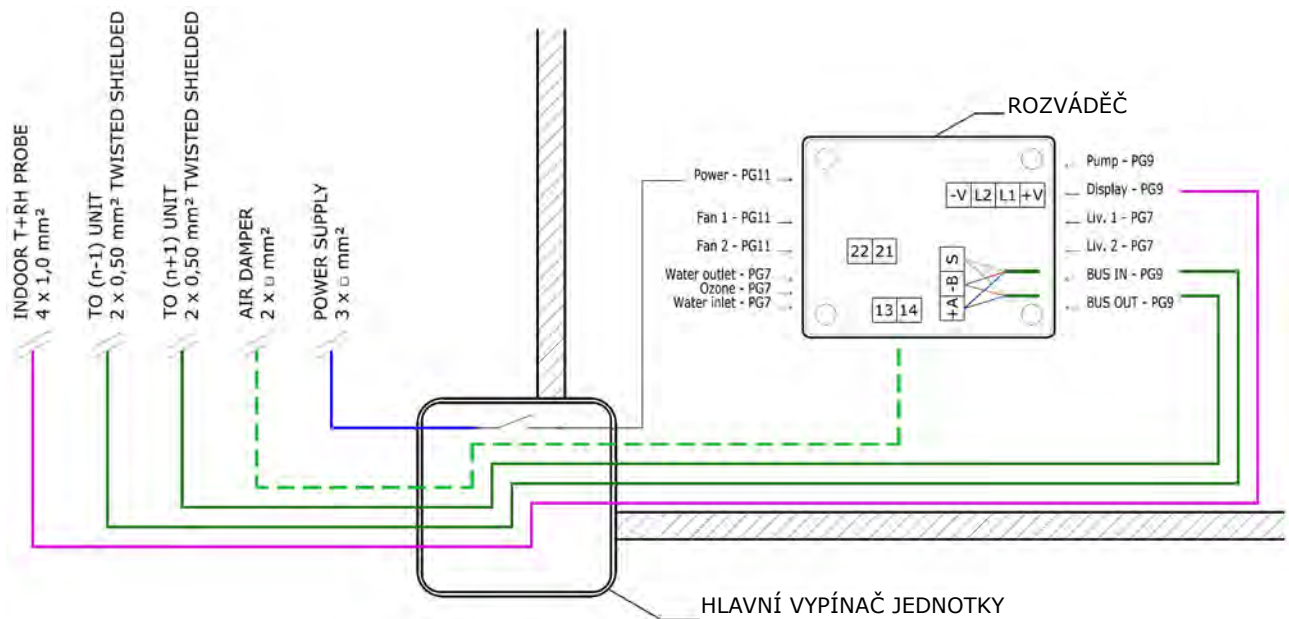 INDOOR T+RH PROBE
4 x 1,0 mm²
TO (n-1) UNIT
2 x 0,50 mm² TWISTED SHIELDED
TO (n+1) UNIT
2 x 0,50 mm² TWISTED SHIELDED
AIR DAMPER
2 x □ mm²
POWER SUPPLY
3 x □ mm²
ROZVÁDĚČ
Power - PG11
Fan 1 - PG11
Fan 2 - PG11
Water outlet - PG7
Ozone - PG7
Water inlet - PG7
-V L2 L1 +V
22 21
13 14
S
-B
+A
Pump - PG9
Display - PG9
Liv. 1 - PG7
Liv. 2 - PG7
BUS IN - PG9
BUS OUT - PG9
HLAVNÍ VYPÍNAČ JEDNOTKY